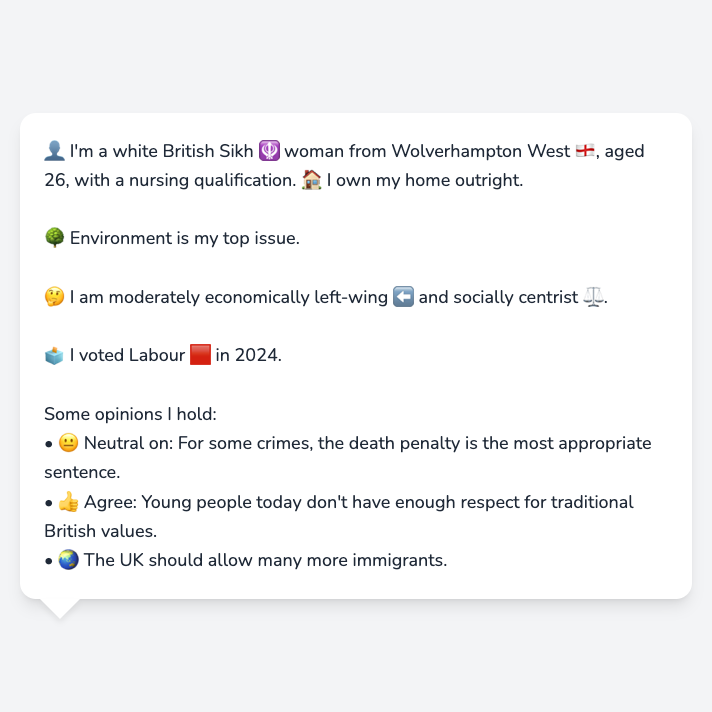 👤 I'm a white British Sikh 🪯 woman from Wolverhampton West 🏴󠁧󠁢󠁥󠁮󠁧󠁿, aged
26, with a nursing qualification. 🏠 I own my home outright.
🌳 Environment is my top issue.
🤔 I am moderately economically left-wing ⬅️ and socially centrist ⚖️.
🗳️ I voted Labour 🟥 in 2024.
Some opinions I hold:
• 😐 Neutral on: For some crimes, the death penalty is the most appropriate
sentence.
• 👍 Agree: Young people today don't have enough respect for traditional
British values.
• 🌏 The UK should allow many more immigrants.